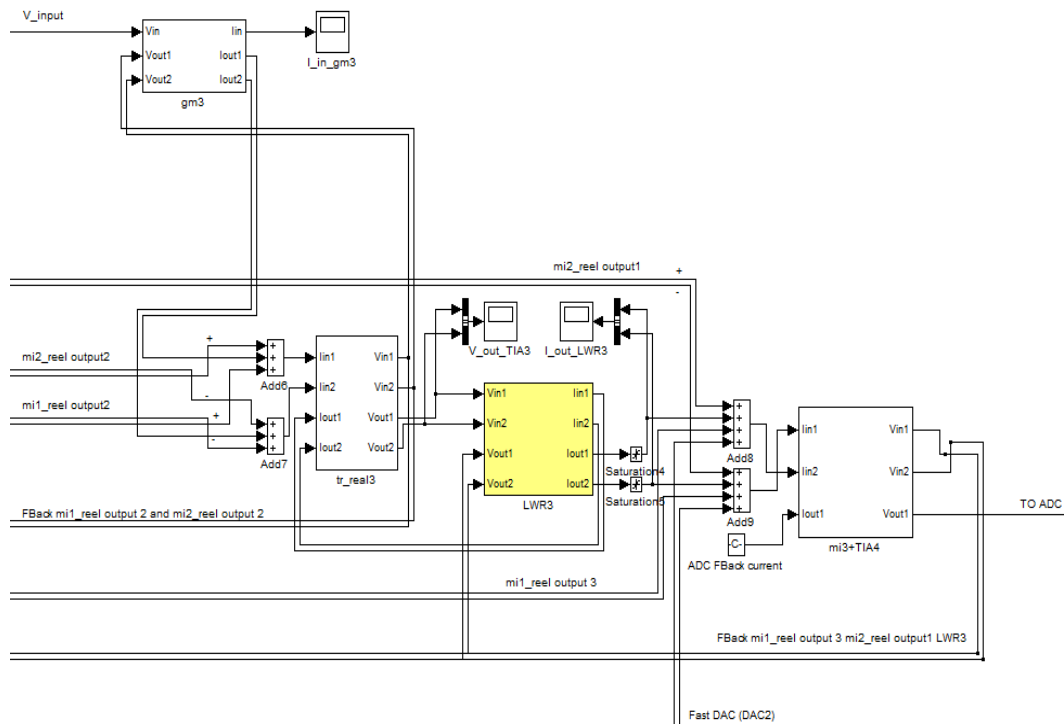 V_input
Vin Iin
Vout1 Iout1
Vout2 Iout2
gm3
I_in_gm3
mi2_reel output1
+
-
mi2_reel output2
+
-
mi1_reel output2
+
-
+
+
+
Add6
+
+
+
Add7
Iin1 Vin1
Iin2 Vin2
Iout1 Vout1
Iout2 Vout2
tr_real3
V_out_TIA3
I_out_LWR3
Vin1 Iin1
Vin2 Iin2
Vout1 Iout1
Vout2 Iout2
LWR3
Saturation4
Saturation5
+
+
+
+
Add8
+
+
+
+
Add9
Iin1 Vin1
Iin2 Vin2
Iout1 Vout1
mi3+TIA4
TO ADC
-C-
ADC FBack current
FBack mi1_reel output 2 and mi2_reel output 2
mi1_reel output 3
FBack mi1_reel output 3 mi2_reel output1 LWR3
Fast DAC (DAC2)